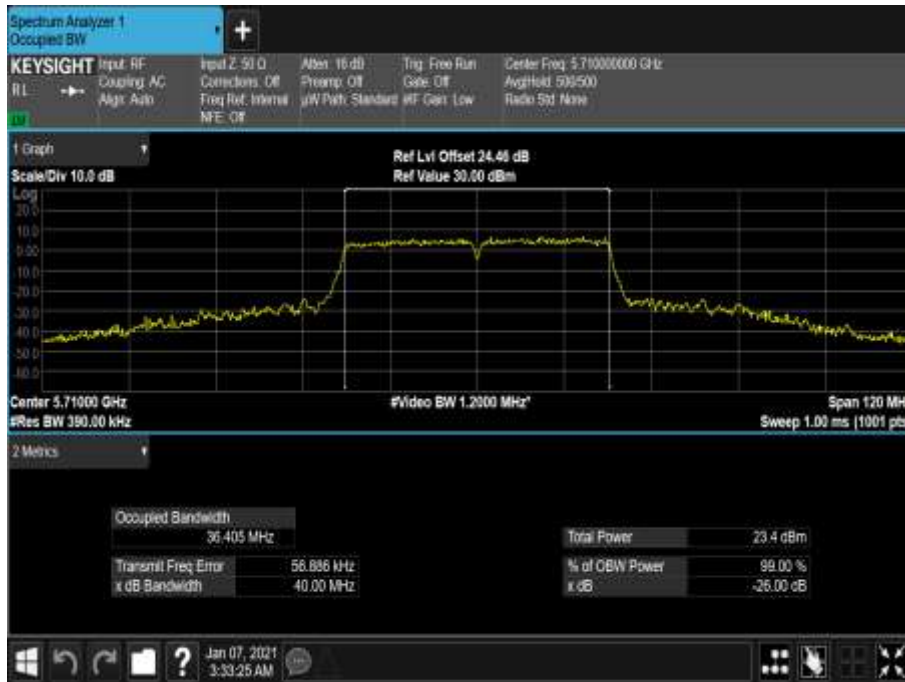 Spectrum Analyzer 1
Occupied BW
+
KEYSIGHT
Input: RF
Coupling: AC
Align: Auto
Input Z: 50 Ω
Corrections: Off
Freq Ref: Internal
NFE: Off
Atten: 16 dB
Preamp: Off
µW Path: Standard
Trig: Free Run
Gate: Off
#IF Gain: Low
Center Freq: 5.710000000 GHz
Avg|Hold: 500/500
Radio Std: None
1 Graph
Scale/Div 10.0 dB
Ref Lvl Offset 24.46 dB
Ref Value 30.00 dBm
Log
20.0
10.0
0.00
-10.0
-20.0
-30.0
-40.0
-50.0
-60.0
Center 5.71000 GHz
#Res BW 390.00 kHz
#Video BW 1.2000 MHz*
Span 120 MH
Sweep 1.00 ms (1001 pts
2 Metrics
Occupied Bandwidth
36.405 MHz
Transmit Freq Error 56.886 kHz
x dB Bandwidth 40.00 MHz
Total Power 23.4 dBm
% of OBW Power 99.00 %
x dB -26.00 dB
?
Jan 07, 2021
3:33:25 AM